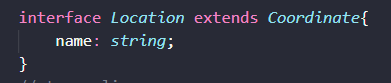 interface Location extends Coordinate{
    name: string;
}